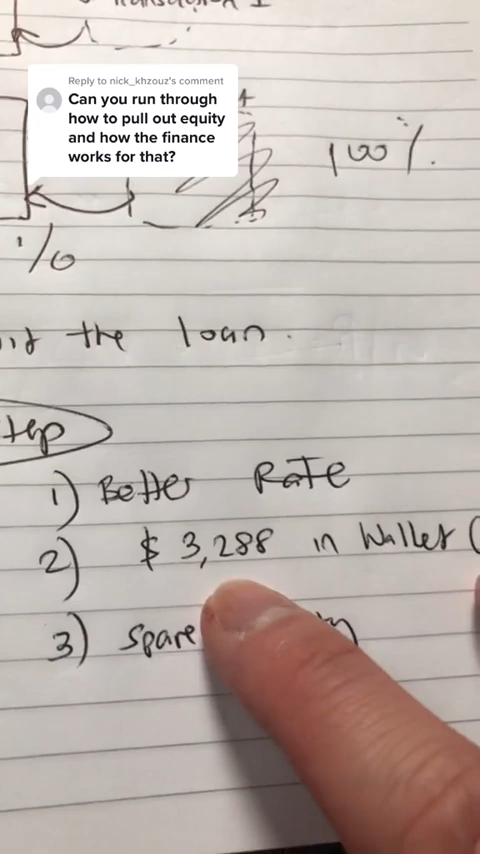 Reply to nick_khzouz's comment
Can you run through
how to pull out equity
and how the finance
works for that?
100%.
%
the loan.
1) Better Rate
2) $ 3,288 in Wallet (
3) Spare